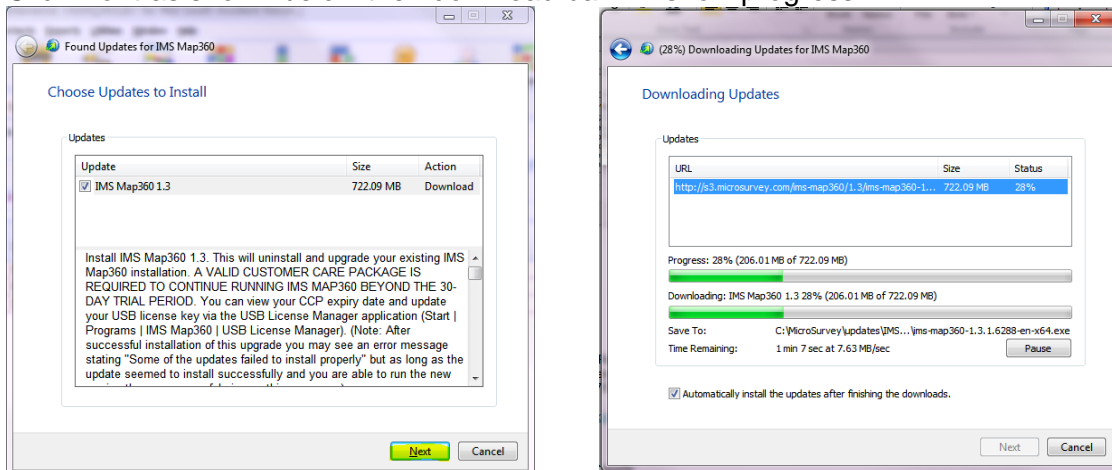 Found Updates for IMS Map360
Choose Updates to Install
Updates
Update Size Action
IMS Map360 1.3 722.09 MB Download
Install IMS Map360 1.3. This will uninstall and upgrade your existing IMS
Map360 installation. A VALID CUSTOMER CARE PACKAGE IS
REQUIRED TO CONTINUE RUNNING IMS MAP360 BEYOND THE 30-
DAY TRIAL PERIOD. You can view your CCP expiry date and update
your USB license key via the USB License Manager application (Start |
Programs | IMS Map360 | USB License Manager). (Note: After
successful installation of this upgrade you may see an error message
stating "Some of the updates failed to install properly" but as long as the
update seemed to install successfully and you are able to run the new
Next Cancel
(28%) Downloading Updates for IMS Map360
Downloading Updates
Updates
URL Size Status
http://s3.microsurvey.com/ims-map360/1.3/ims-map360-1... 722.09 MB 28%
Progress: 28% (206.01 MB of 722.09 MB)
Downloading: IMS Map360 1.3 28% (206.01 MB of 722.09 MB)
Save To: C:\MicroSurvey\updates\IMS...\ims-map360-1.3.1.6288-en-x64.exe
Time Remaining: 1 min 7 sec at 7.63 MB/sec Pause
Automatically install the updates after finishing the downloads.
Next Cancel